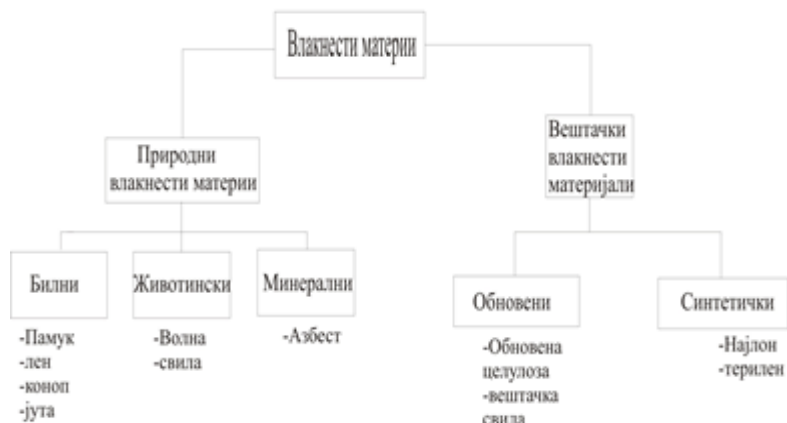 Влакнести материи
Природни
влакнести материи
Вештачки
влакнести
материјали
Билни
Животински
Минерални
Обновени
Синтетички
-Памук
-лен
-коноп
-јута
-Волна
-свила
-Азбест
-Обновена
целулоза
-вештачка
свила
-Најлон
-терилен